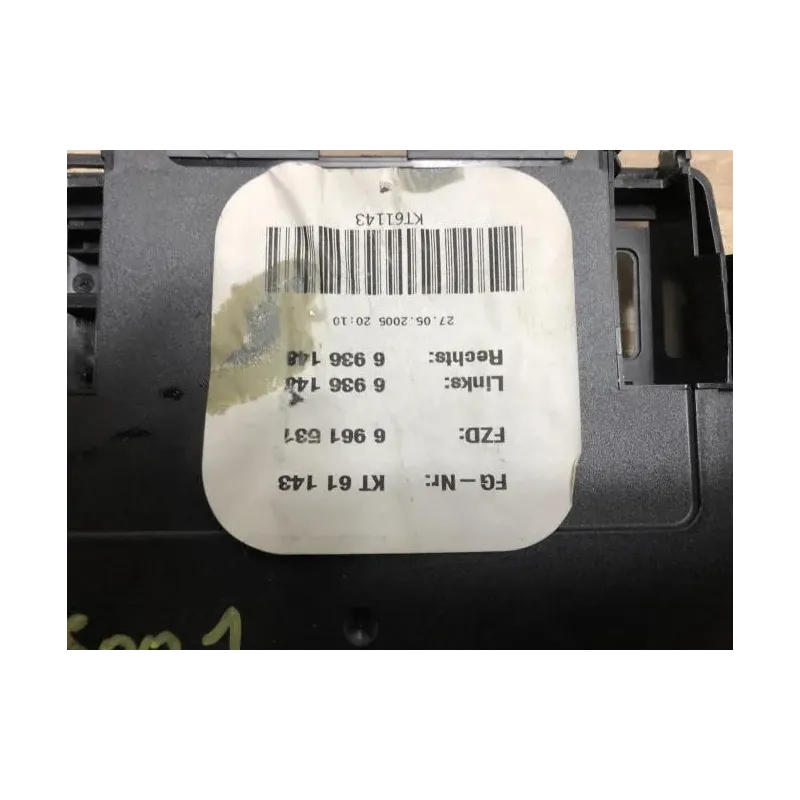 FG-Nr: KT 61 143
FZD: 6 961 531
Links: 6 936 148
Rechts: 6 936 148
27.05.2005 20:10
KT61143